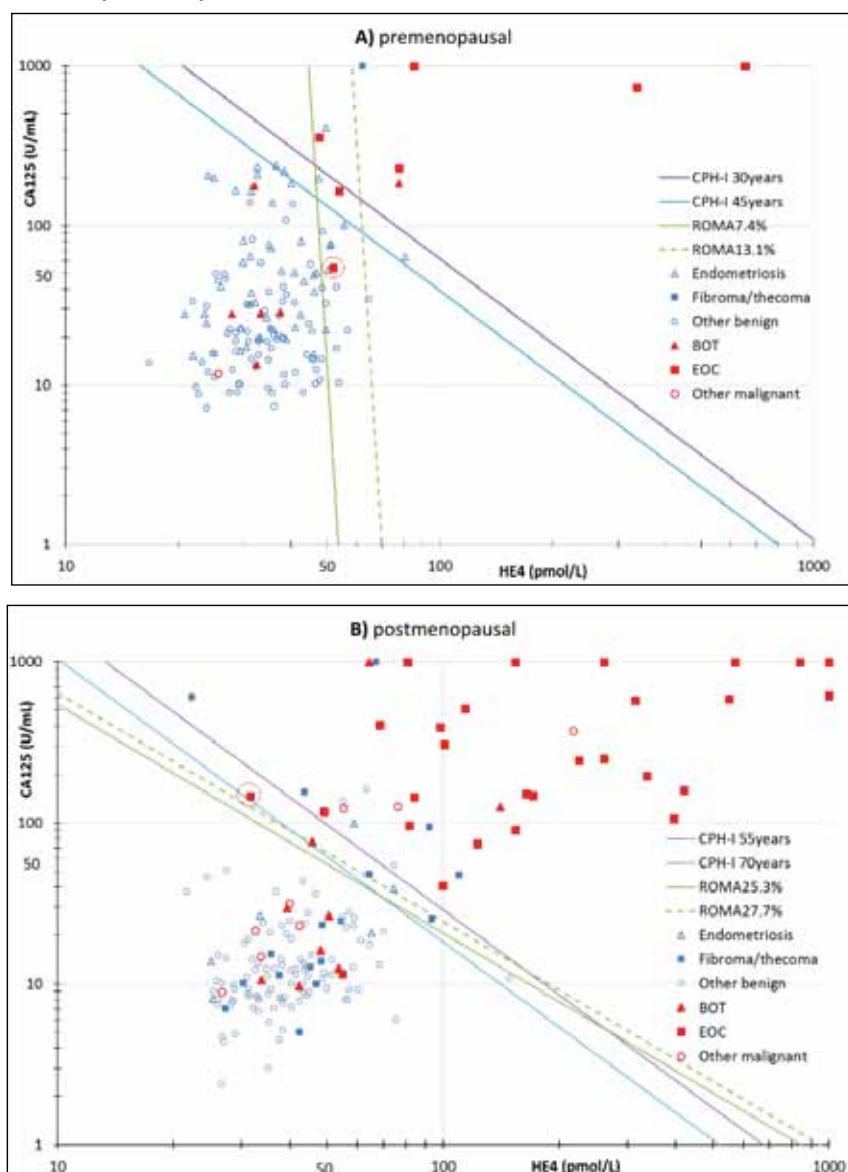 A) premenopausal
1000
CA125 (U/mL)
100
50
10
1
10
50
100
1000
HE4 (pmol/L)
CPH-I 30years
CPH-I 45years
ROMA7.4%
ROMA13.1%
Endometriosis
Fibroma/thecoma
Other benign
BOT
EOC
Other malignant
B) postmenopausal
1000
CA125 (U/mL)
100
50
10
1
10
50
100
1000
HE4 (pmol/L)
CPH-I 55years
CPH-I 70years
ROMA25.3%
ROMA27.7%
Endometriosis
Fibroma/thecoma
Other benign
BOT
EOC
Other malignant